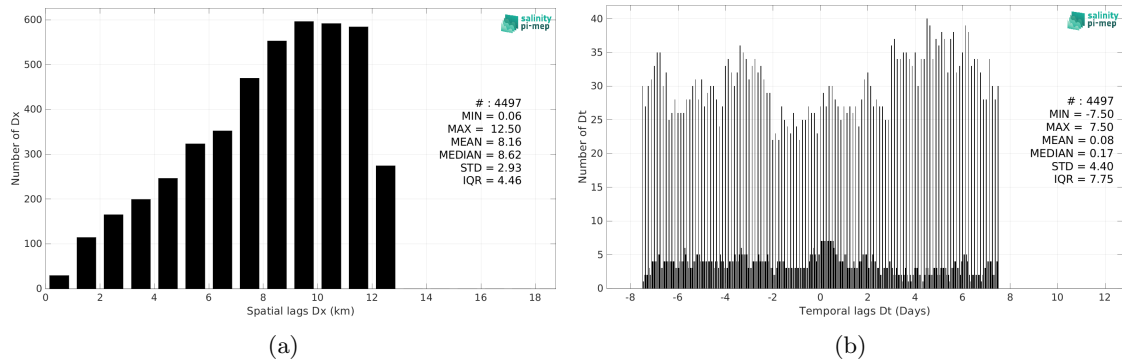 salinity
pi-mep
600
500
400
300
200
100
0
Number of Dx
# : 4497
MIN = 0.06
MAX = 12.50
MEAN = 8.16
MEDIAN = 8.62
STD = 2.93
IQR = 4.46
0 2 4 6 8 10 12 14 16 18
Spatial lags Dx (km)
(a)
salinity
pi-mep
40
35
30
25
20
15
10
5
0
Number of Dt
# : 4497
MIN = -7.50
MAX = 7.50
MEAN = 0.08
MEDIAN = 0.17
STD = 4.40
IQR = 7.75
-8 -6 -4 -2 0 2 4 6 8 10 12
Temporal lags Dt (Days)
(b)